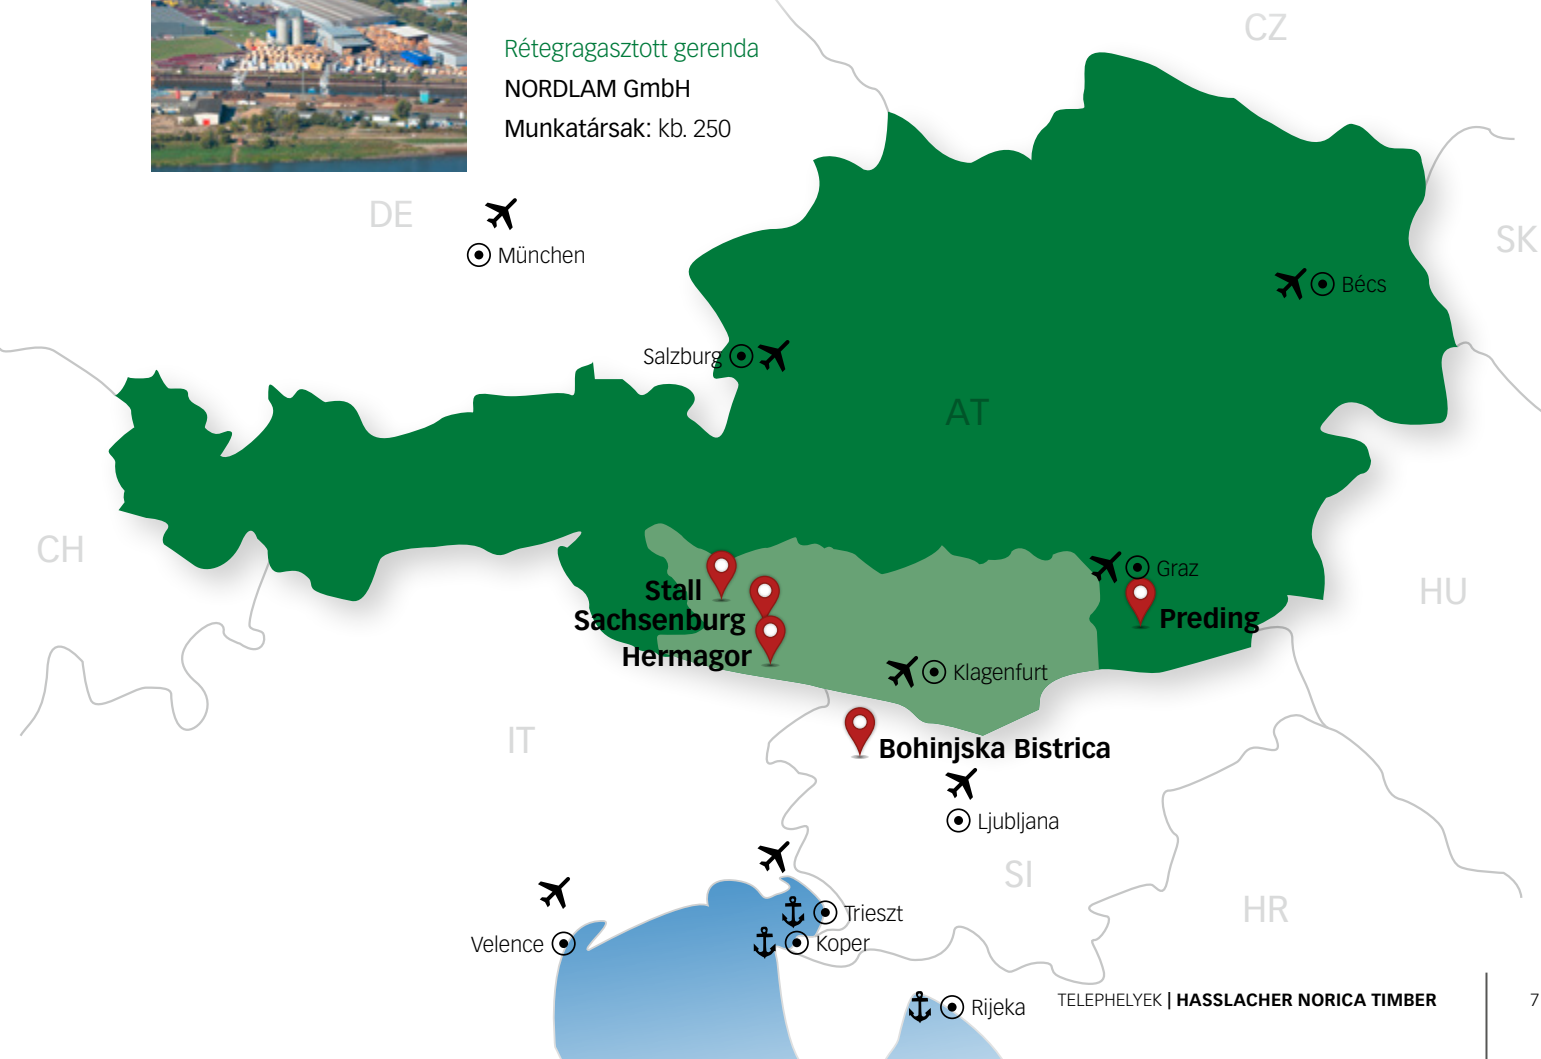 CZ
Rétegragasztott gerenda
NORDLAM GmbH
Munkatársak: kb. 250
DE
München
SK
Bécs
Salzburg
AT
CH
Graz
HU
Stall
Sachsenburg
Preding
Hermagor
Klagenfurt
IT
Bohinjska Bistrica
Ljubljana
SI
HR
Trieszt
Velence
Koper
Rijeka
TELEPHELYEK | HASSLACHER NORICA TIMBER
7